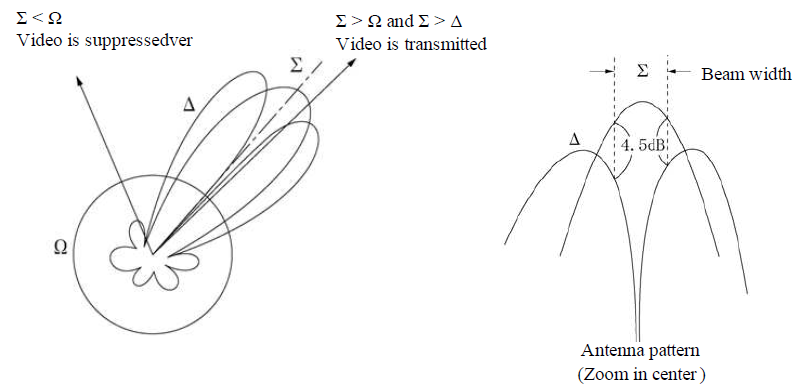 Σ < Ω
Video is suppressedver
Σ > Ω and Σ > Δ
Video is transmitted
Σ
Δ
Ω
Σ
Beam width
Δ
4. 5dB
Antenna pattern
(Zoom in center)